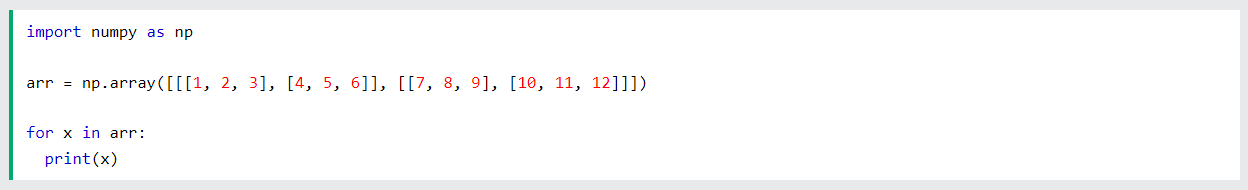 import numpy as np
arr = np.array([[[1, 2, 3], [4, 5, 6]], [[7, 8, 9], [10, 11, 12]]])
for x in arr:
  print(x)